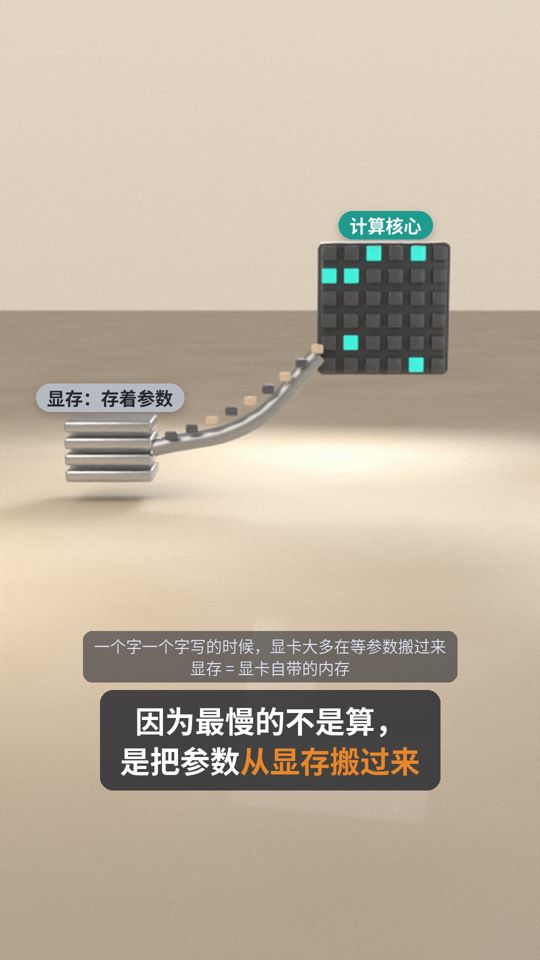 计算核心
显存：存着参数
一个字一个字写的时候，显卡大多在等参数搬过来
显存 = 显卡自带的内存
因为最慢的不是算，
是把参数从显存搬过来